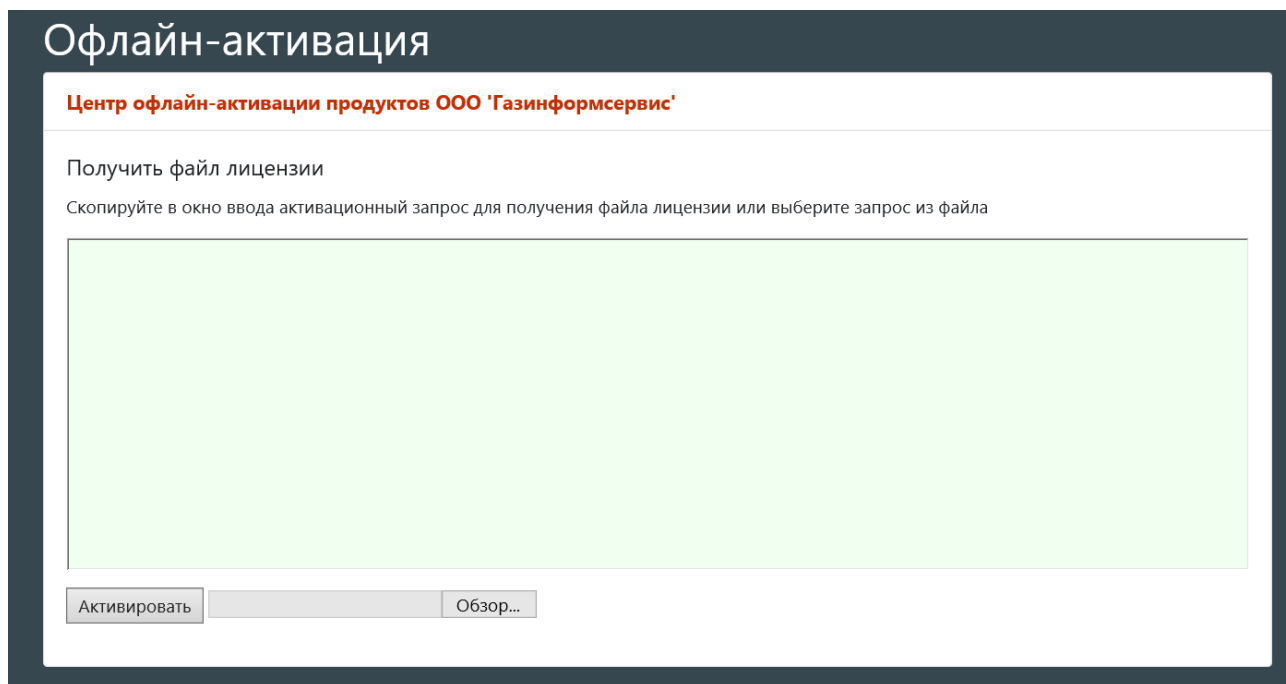 Офлайн-активация
Центр офлайн-активации продуктов ООО 'Газинформсервис'
Получить файл лицензии
Скопируйте в окно ввода активационный запрос для получения файла лицензии или выберите запрос из файла
Активировать Обзор...